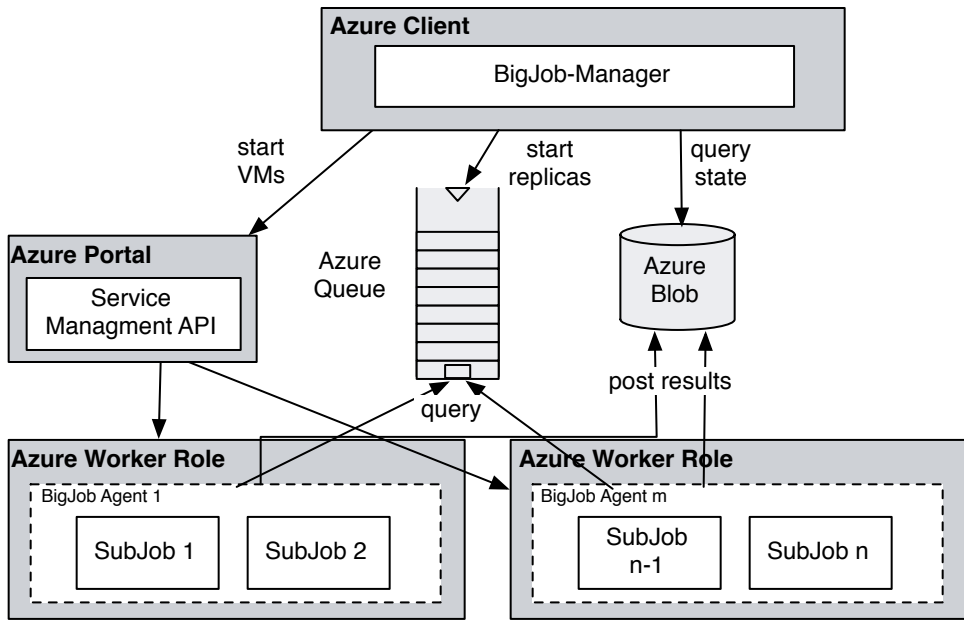 Azure Client
BigJob-Manager
start
VMs
start
replicas
query
state
Azure Portal
Service
Managment API
Azure
Queue
Azure
Blob
post results
query
Azure Worker Role
BigJob Agent 1
SubJob 1
SubJob 2
Azure Worker Role
BigJob Agent m
SubJob
n-1
SubJob n